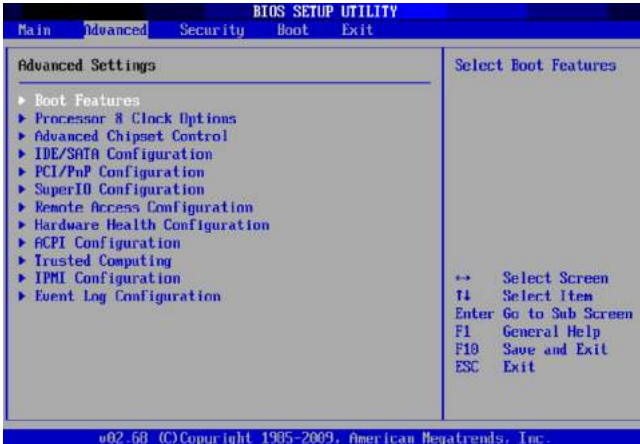 BIOS SETUP UTILITY
Main Advanced Security Boot Exit
Advanced Settings
▶ Boot Features
▶ Processor & Clock Options
▶ Advanced Chipset Control
▶ IDE/SATA Configuration
▶ PCI/PnP Configuration
▶ SuperIO Configuration
▶ Remote Access Configuration
▶ Hardware Health Configuration
▶ ACPI Configuration
▶ Trusted Computing
▶ IPMI Configuration
▶ Event Log Configuration
Select Boot Features
↔ Select Screen
↑↓ Select Item
Enter Go to Sub Screen
F1 General Help
F10 Save and Exit
ESC Exit
v02.68 (C)Copyright 1985-2009, American Megatrends, Inc.